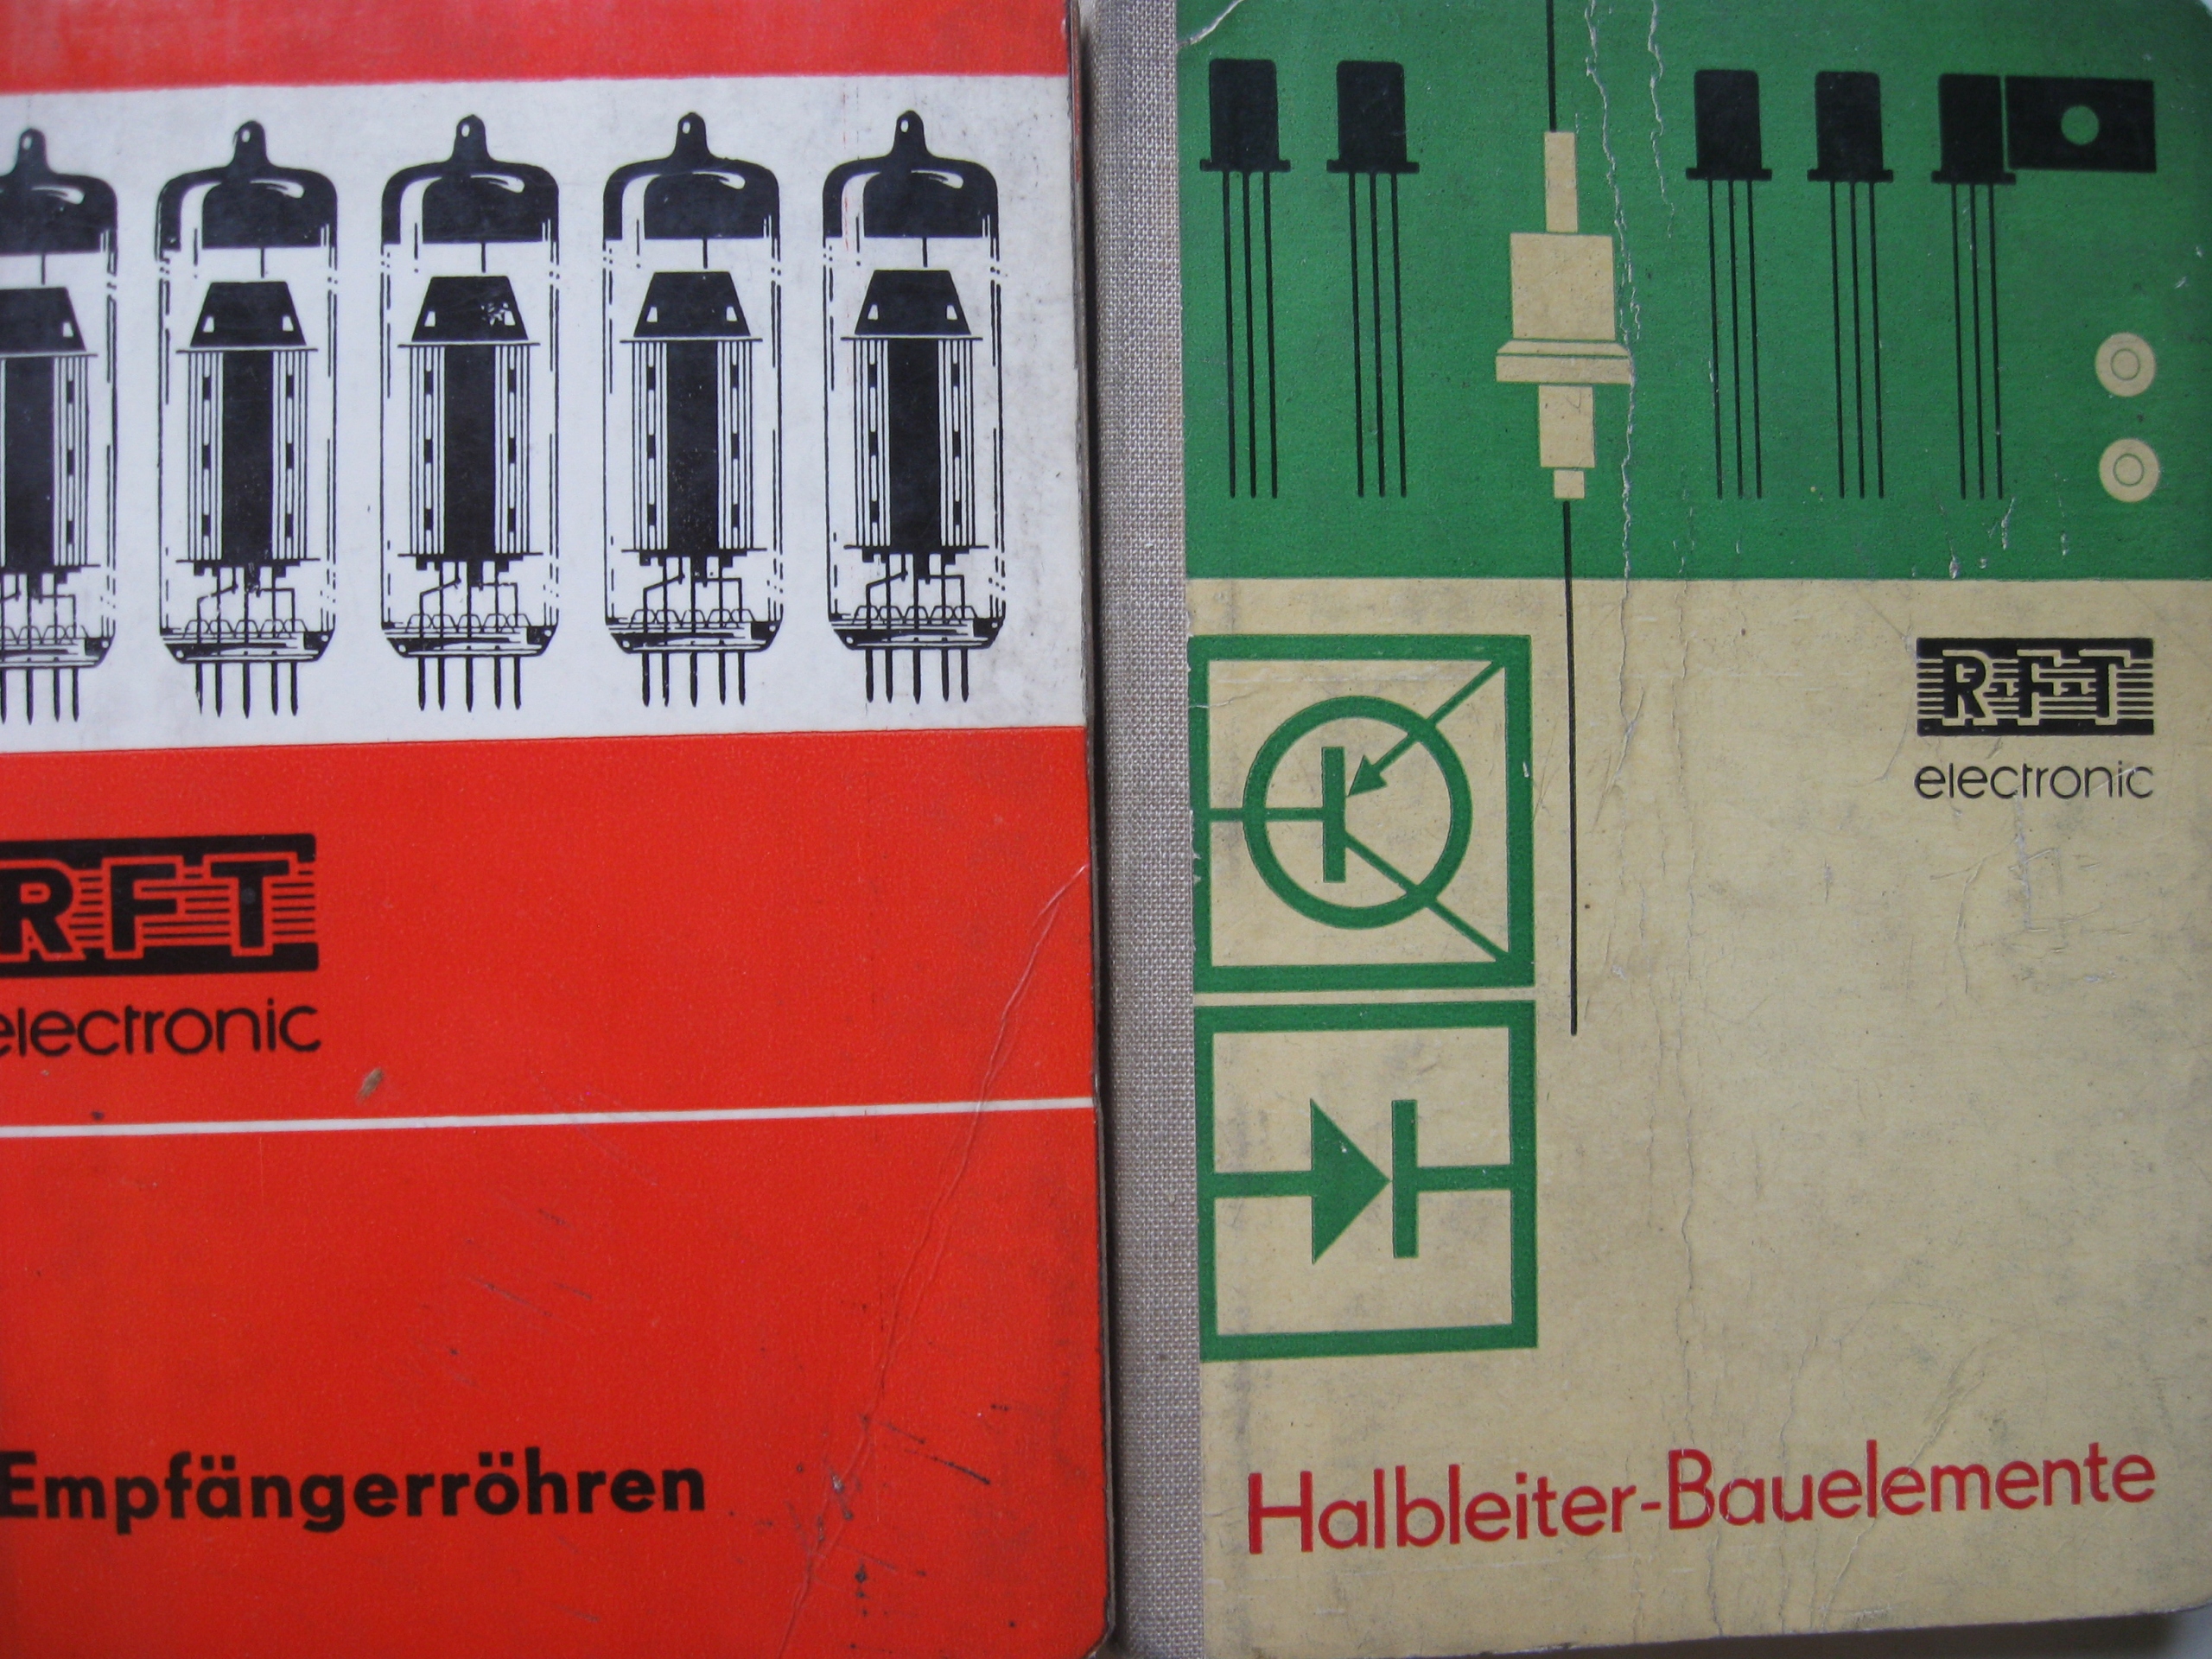 RFT
electronic
Empfängerröhren
RFT
electronic
Halbleiter-Bauelemente